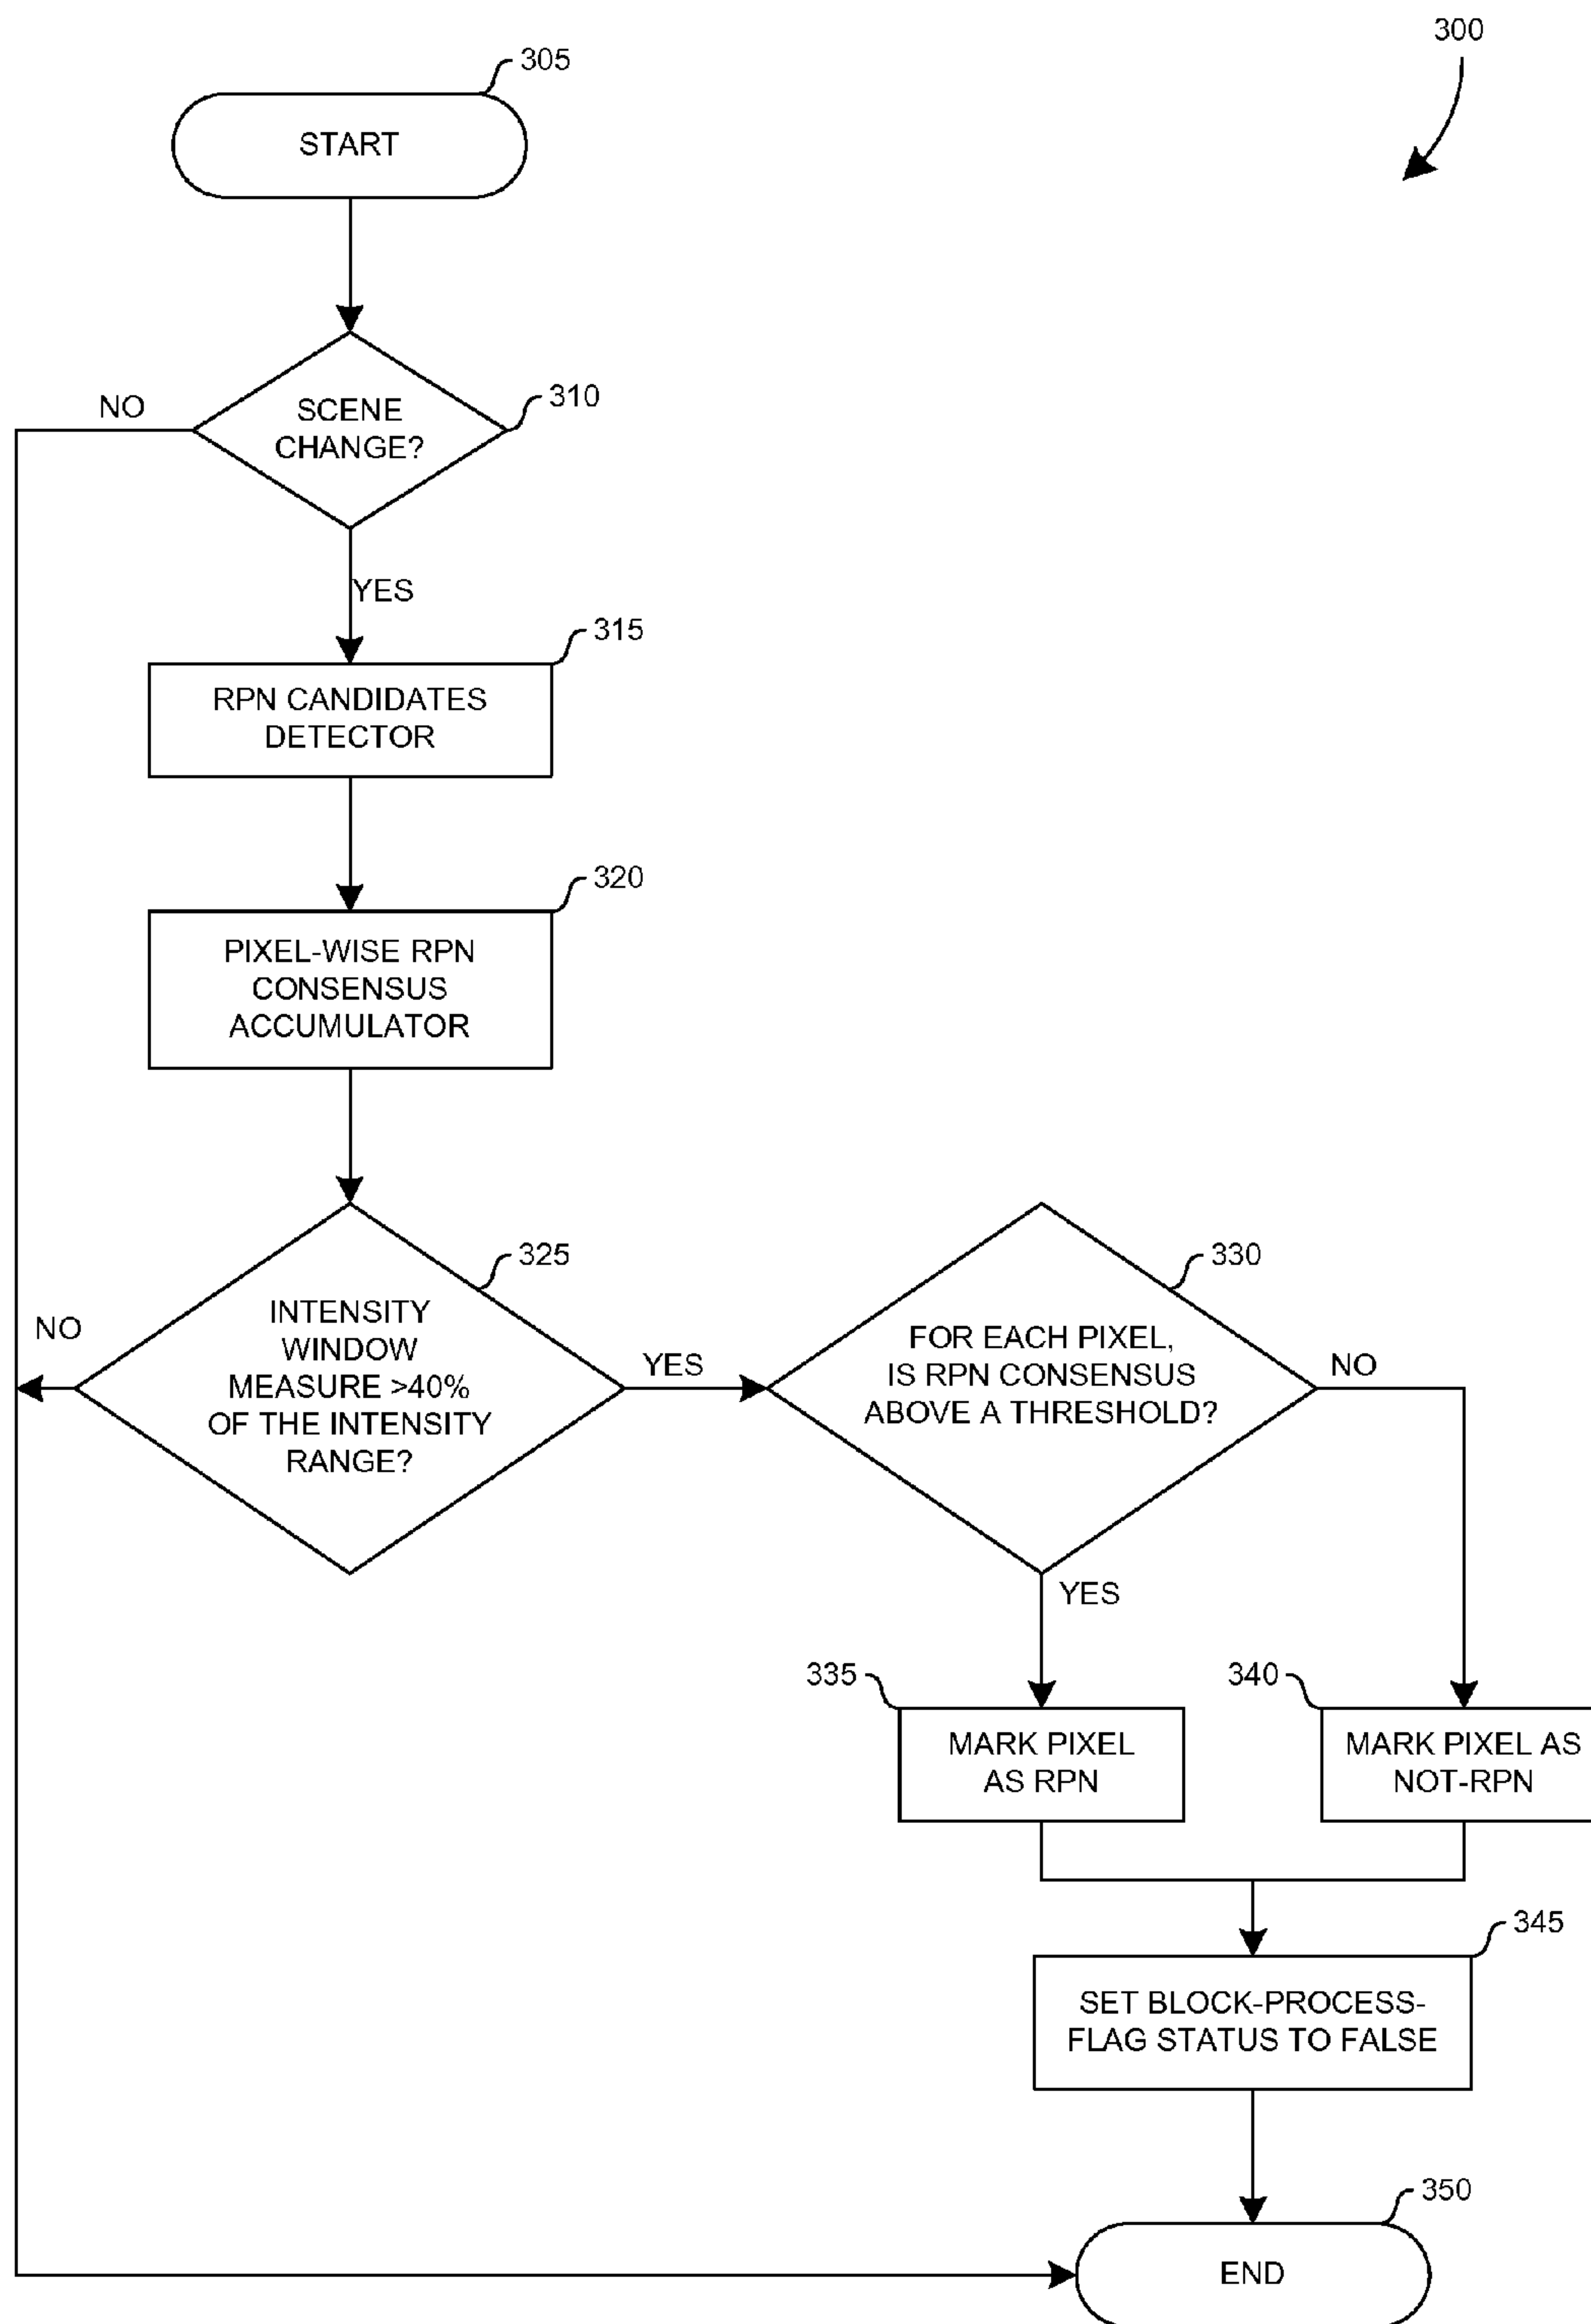 300
305
START
310
NO
SCENE
CHANGE?
YES
315
RPN CANDIDATES
DETECTOR
320
PIXEL-WISE RPN
CONSENSUS
ACCUMULATOR
325
330
NO
INTENSITY
WINDOW
MEASURE >40%
OF THE INTENSITY
RANGE?
YES
FOR EACH PIXEL,
IS RPN CONSENSUS
ABOVE A THRESHOLD?
NO
YES
335
340
MARK PIXEL
AS RPN
MARK PIXEL AS
NOT-RPN
345
SET BLOCK-PROCESS-
FLAG STATUS TO FALSE
350
END